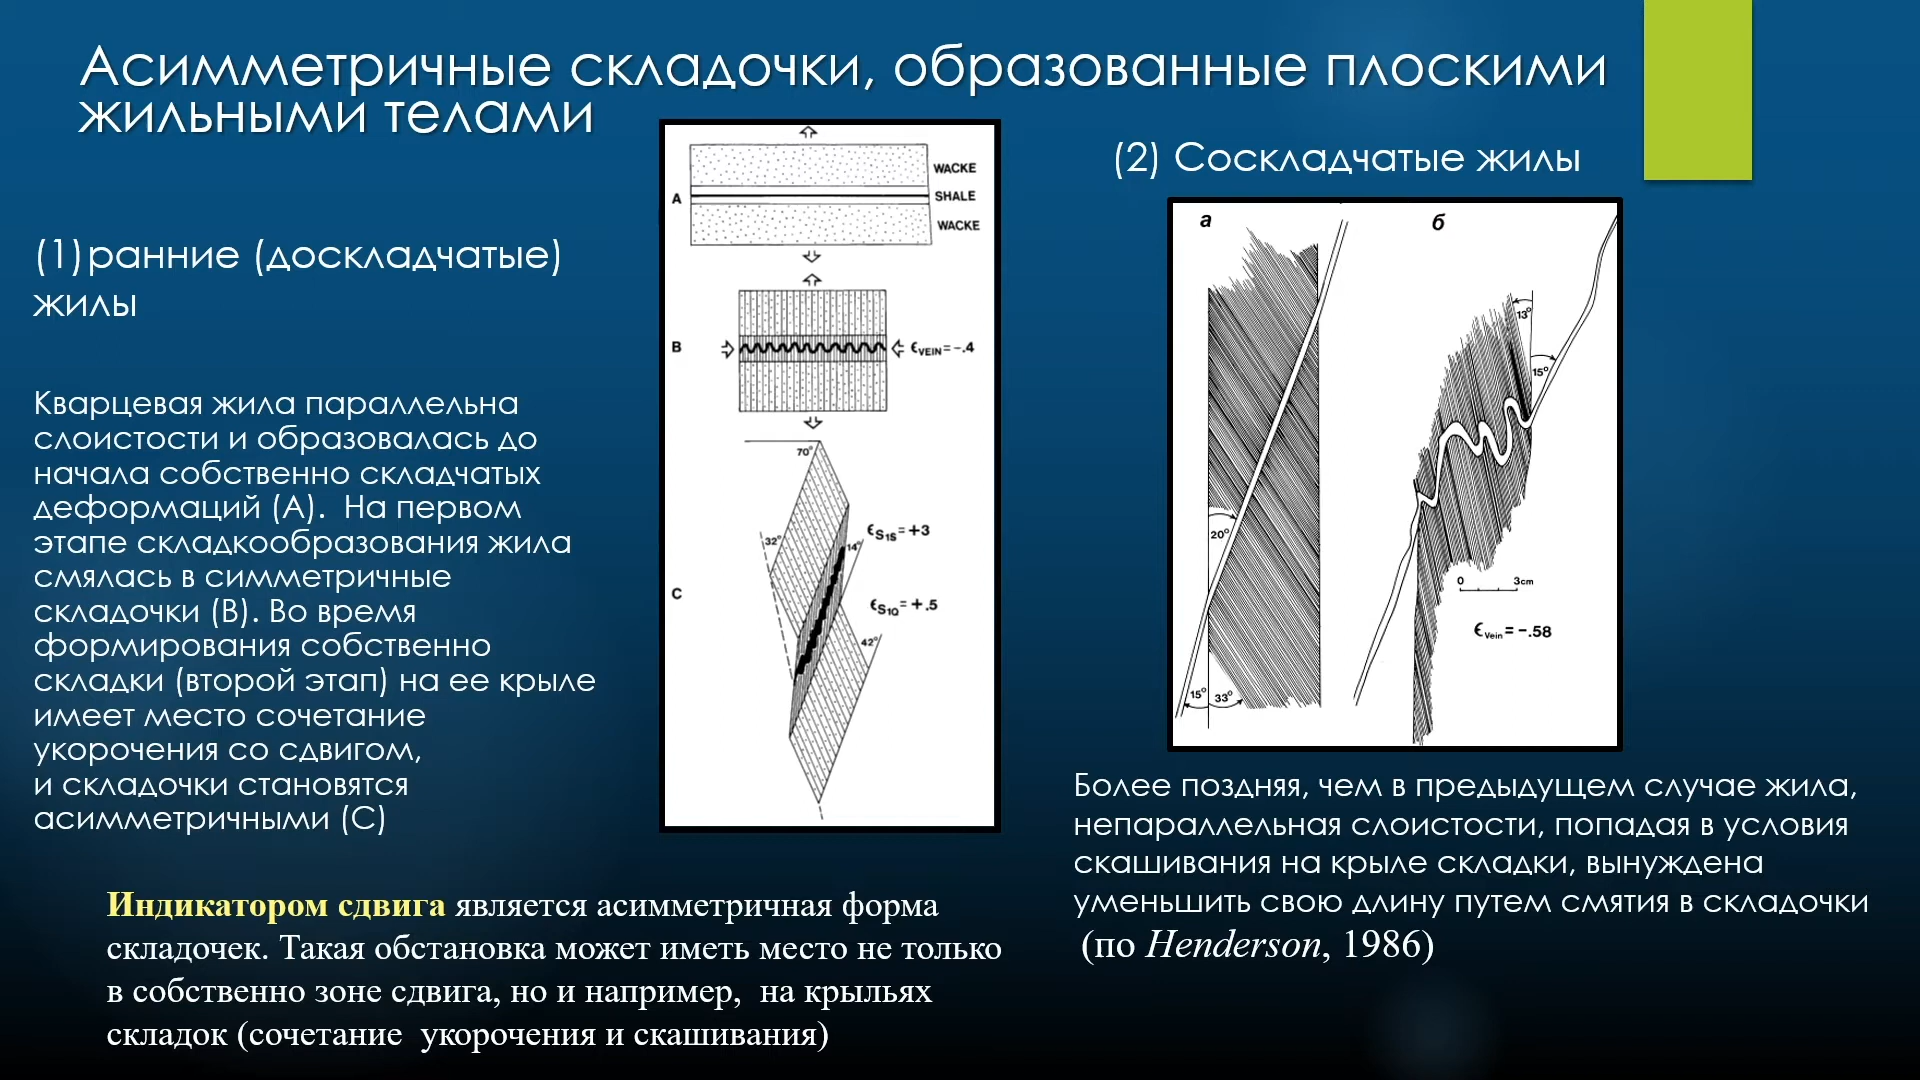 Асимметричные складочки, образованные плоскими
жильными телами
(1)ранние (доскладчатые)
жилы
Кварцевая жила параллельна
слоистости и образовалась до
начала собственно складчатых
деформаций (А).  На первом
этапе складкообразования жила
смялась в симметричные
складочки (В). Во время
формирования собственно
складки (второй этап) на ее крыле
имеет место сочетание
укорочения со сдвигом,
и складочки становятся
асимметричными (С)
A
WACKE
SHALE
WACKE
B
ϵVEIN=-.4
C
70°
32°
14°
ϵS1S=+3
ϵS1Q=+.5
42°
(2) Соскладчатые жилы
а
б
13°
15°
20°
15°
33°
0 3cm
ϵVein=-.58
Более поздняя, чем в предыдущем случае жила,
непараллельная слоистости, попадая в условия
скашивания на крыле складки, вынуждена
уменьшить свою длину путем смятия в складочки
(по Henderson, 1986)
Индикатором сдвига является асимметричная форма
складочек. Такая обстановка может иметь место не только
в собственно зоне сдвига, но и например,  на крыльях
складок (сочетание  укорочения и скашивания)